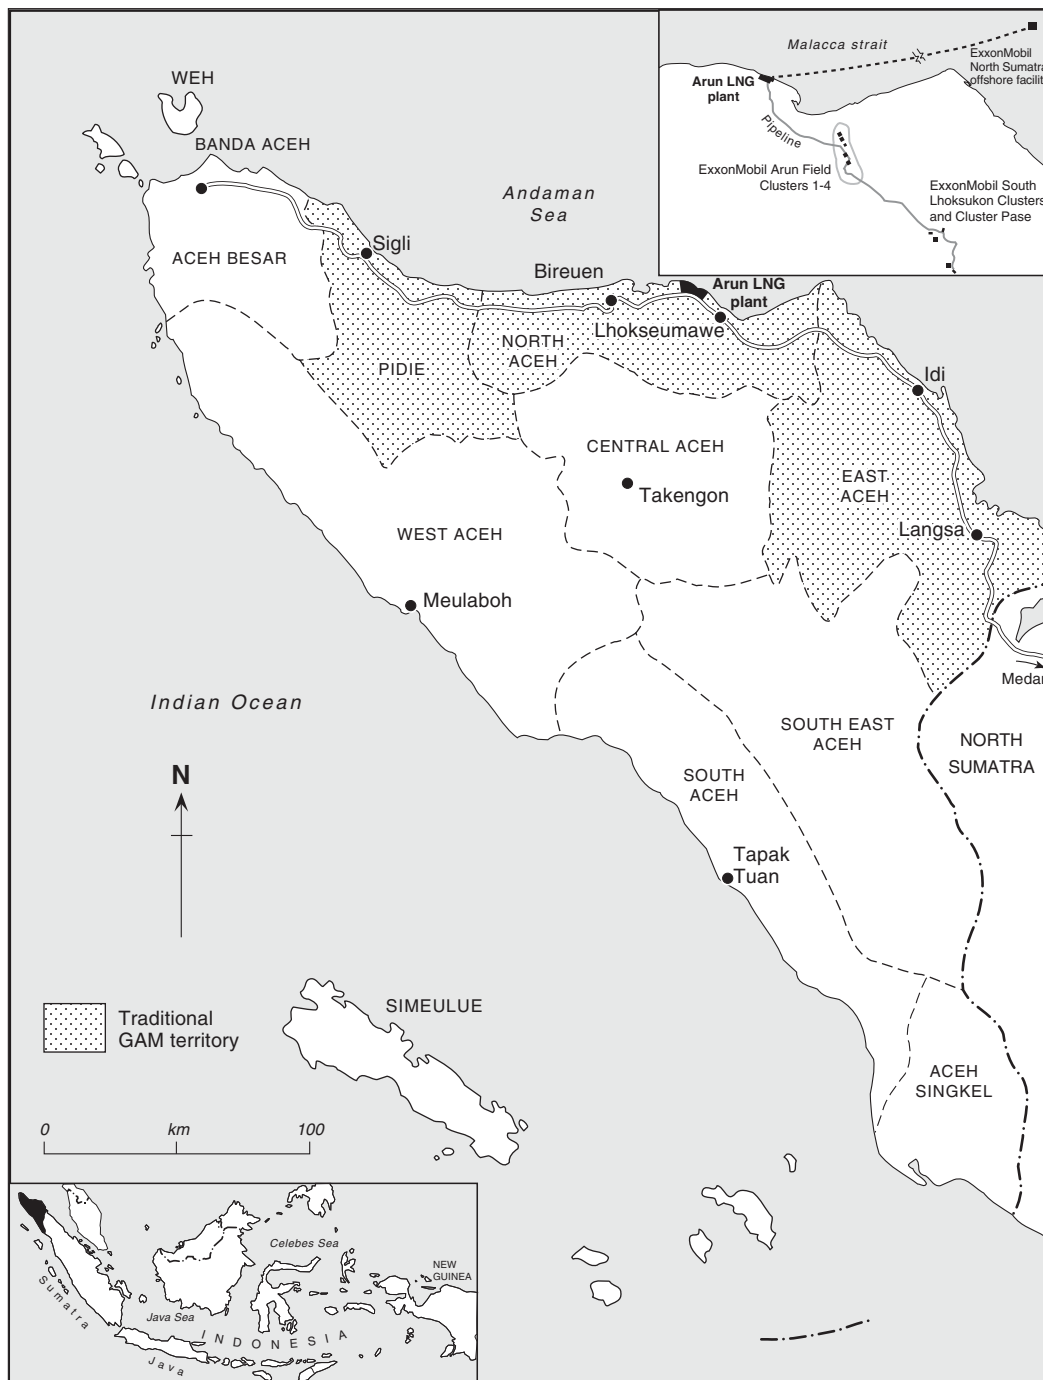 WEH
BANDA ACEH
ACEH BESAR
Andaman
Sea
Sigli
Bireuen
Arun LNG
plant
Lhokseumawe
NORTH
ACEH
PIDIE
Idi
CENTRAL ACEH
Takengon
EAST
ACEH
WEST ACEH
Langsa
Meulaboh
Indian Ocean
SOUTH EAST
ACEH
NORTH
SUMATRA
N
SOUTH
ACEH
Tapak
Tuan
SIMEULUE
Traditional
GAM territory
ACEH
SINGKEL
0 km 100
Malacca strait
ExxonMobil
North Sumatra
Arun LNG
plant
Pipeline
ExxonMobil Arun Field
Clusters 1-4
ExxonMobil South
Lhoksukon Clusters
and Cluster Pase
Celebes Sea
NEW
GUINEA
Sumatra
Java Sea
INDONESIA
Java